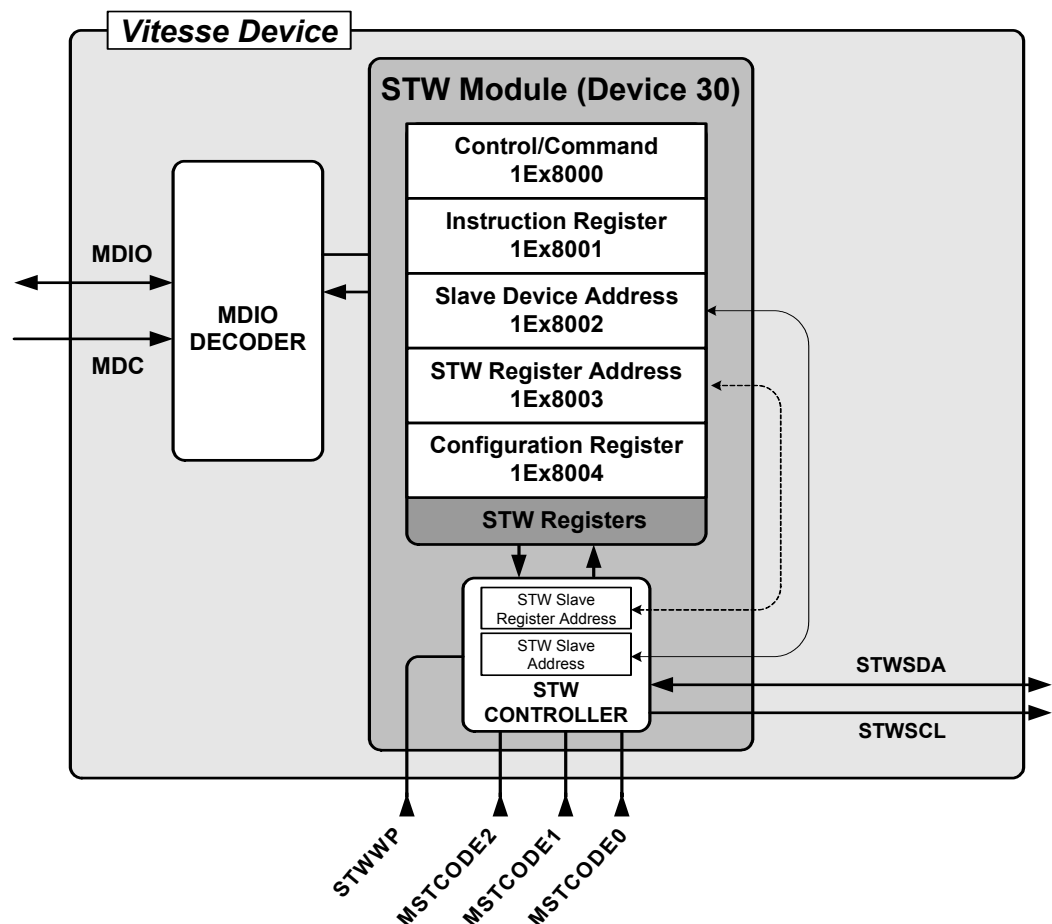 Vitesse Device
STW Module (Device 30)
Control/Command
1Ex8000
Instruction Register
1Ex8001
Slave Device Address
1Ex8002
STW Register Address
1Ex8003
Configuration Register
1Ex8004
STW Registers
MDIO
MDC
MDIO
DECODER
STW Slave
Register Address
STW Slave
Address
STW
CONTROLLER
STWSDA
STWSCL
STWWP
MSTCODE2
MSTCODE1
MSTCODE0